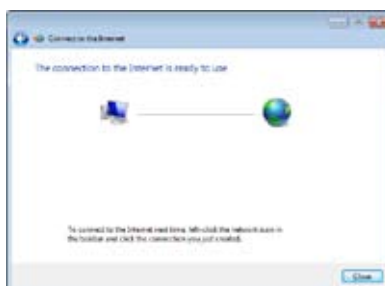 Connect to the Internet
The connection to the Internet is ready to use
To connect to the Internet next time, left-click the network icon in
the taskbar and click the connection you just created.
Close